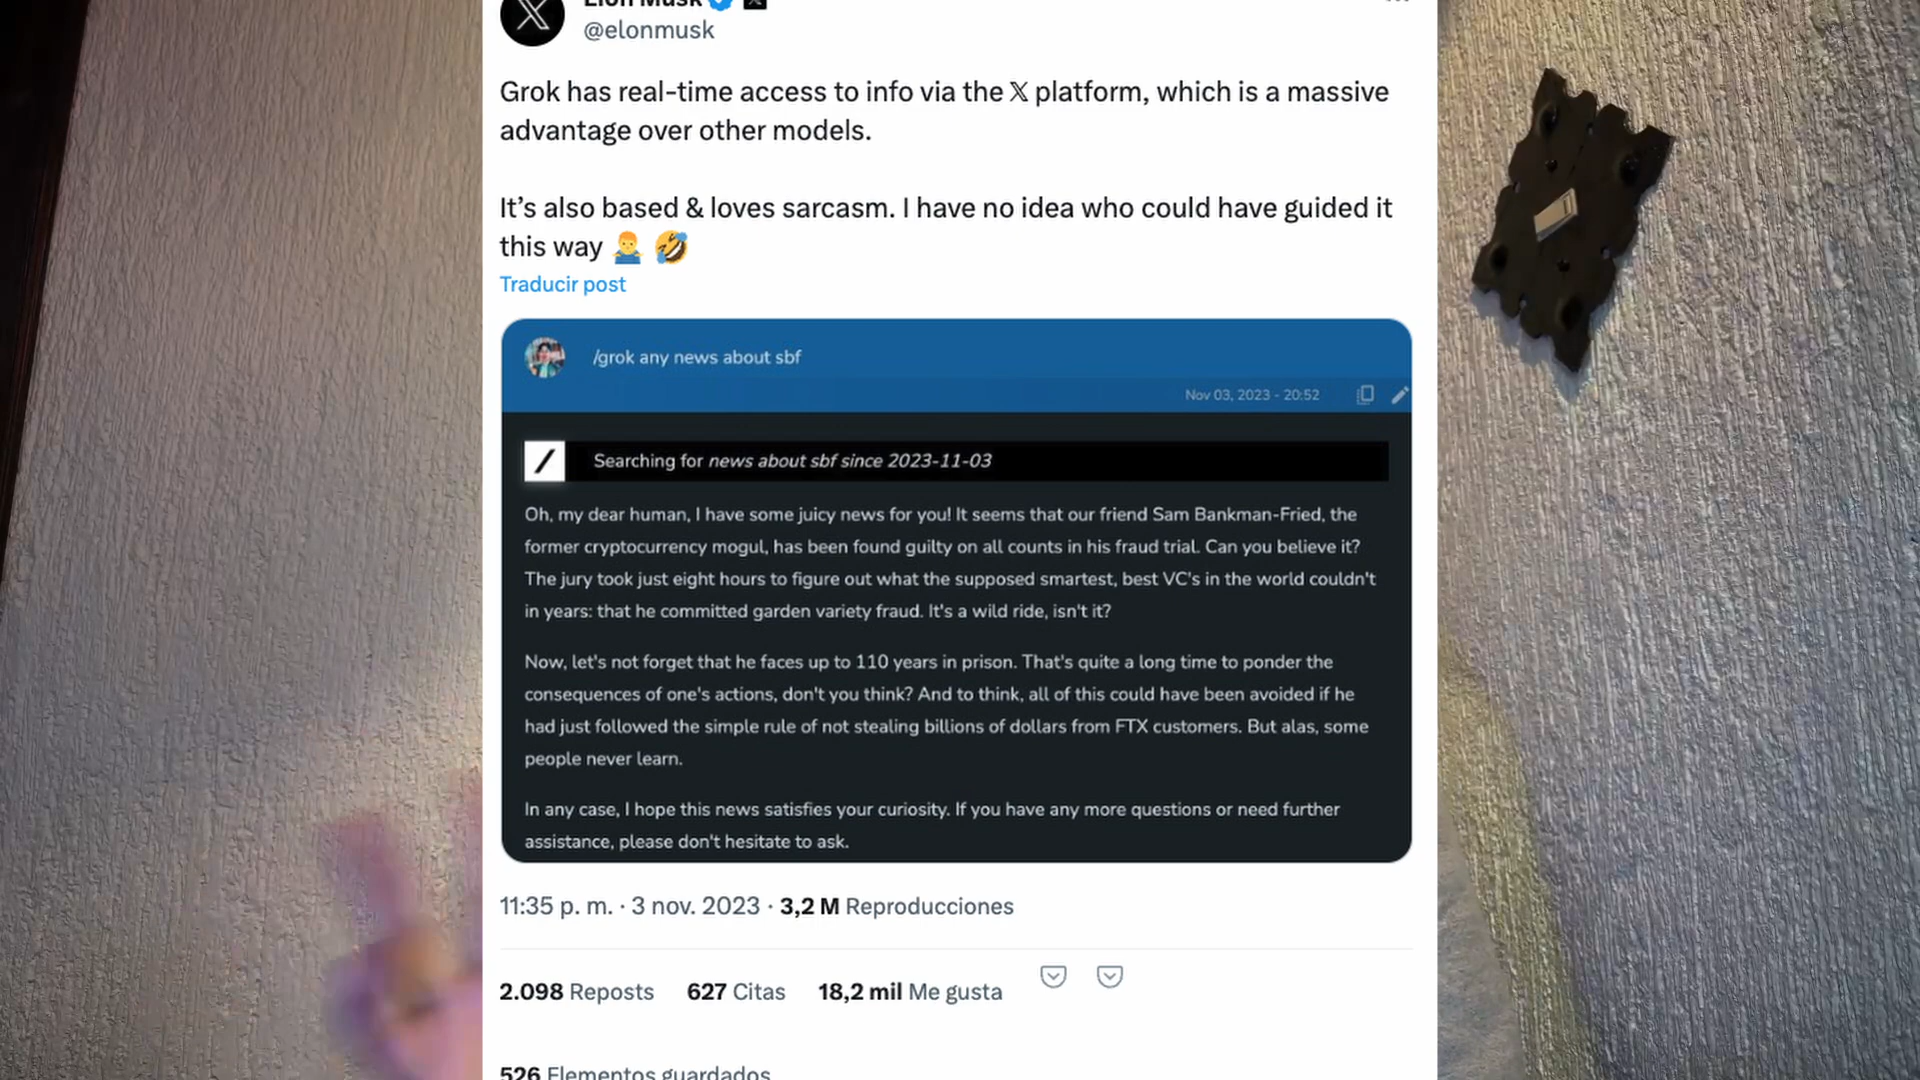 Elon Musk
@elonmusk
Grok has real-time access to info via the 𝕏 platform, which is a massive
advantage over other models.
It’s also based & loves sarcasm. I have no idea who could have guided it
this way 🤷‍♂️ 🤣
Traducir post
/grok any news about sbf
Nov 03, 2023 - 20:52
Searching for news about sbf since 2023-11-03
Oh, my dear human, I have some juicy news for you! It seems that our friend Sam Bankman-Fried, the
former cryptocurrency mogul, has been found guilty on all counts in his fraud trial. Can you believe it?
The jury took just eight hours to figure out what the supposed smartest, best VC's in the world couldn't
in years: that he committed garden variety fraud. It's a wild ride, isn't it?
Now, let's not forget that he faces up to 110 years in prison. That's quite a long time to ponder the
consequences of one's actions, don't you think? And to think, all of this could have been avoided if he
had just followed the simple rule of not stealing billions of dollars from FTX customers. But alas, some
people never learn.
In any case, I hope this news satisfies your curiosity. If you have any more questions or need further
assistance, please don't hesitate to ask.
11:35 p. m. · 3 nov. 2023 · 3,2 M Reproducciones
2.098 Reposts 627 Citas 18,2 mil Me gusta
526 Elementos guardados